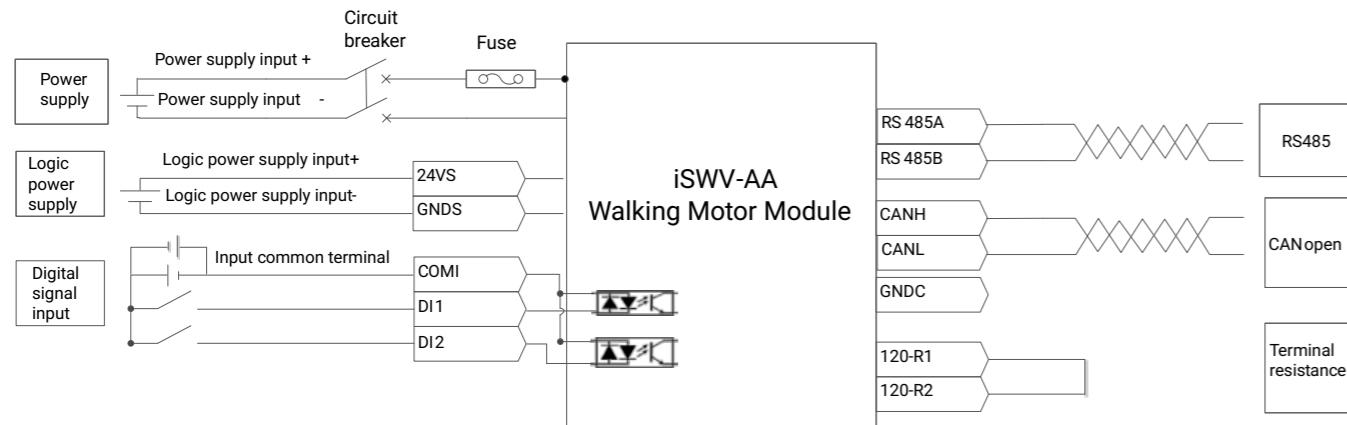 Circuit
breaker
Fuse
Power supply input +
Power
supply
Power supply input -
Logic
power
supply
Logic power supply input+
24VS
Logic power supply input-
GNDS
Digital
signal
input
Input common terminal
COMI
DI1
DI2
iSWV-AA
Walking Motor Module
RS 485A
RS 485B
RS485
CANH
CANL
CAN open
GNDC
120-R1
120-R2
Terminal
resistance